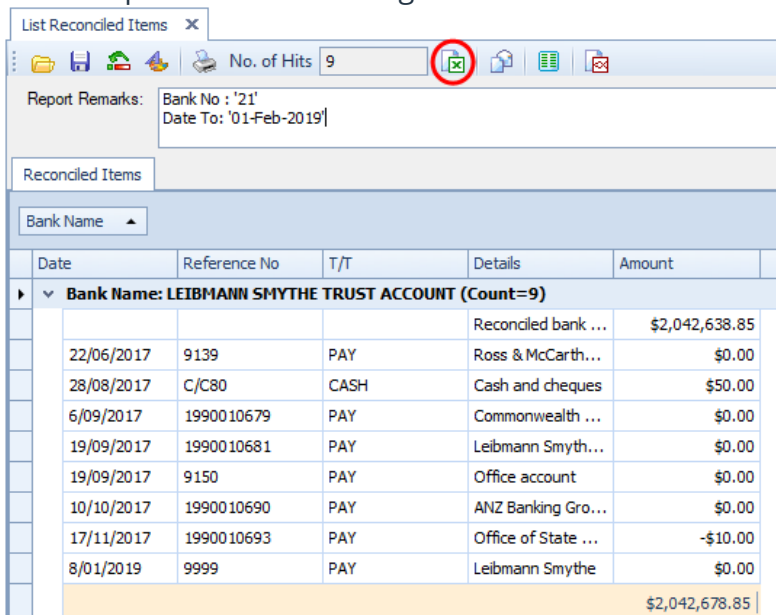 List Reconciled Items
No. of Hits 9
Report Remarks: Bank No : '21'
Date To: '01-Feb-2019'
Reconciled Items
Bank Name
Date Reference No T/T Details Amount
Bank Name: LEIBMANN SMYTHE TRUST ACCOUNT (Count=9)
Reconciled bank ... $2,042,638.85
22/06/2017 9139 PAY Ross & McCarth... $0.00
28/08/2017 C/C80 CASH Cash and cheques $50.00
6/09/2017 1990010679 PAY Commonwealth ... $0.00
19/09/2017 1990010681 PAY Leibmann Smyth... $0.00
19/09/2017 9150 PAY Office account $0.00
10/10/2017 1990010690 PAY ANZ Banking Gro... $0.00
17/11/2017 1990010693 PAY Office of State ... -$10.00
8/01/2019 9999 PAY Leibmann Smythe $0.00
$2,042,678.85